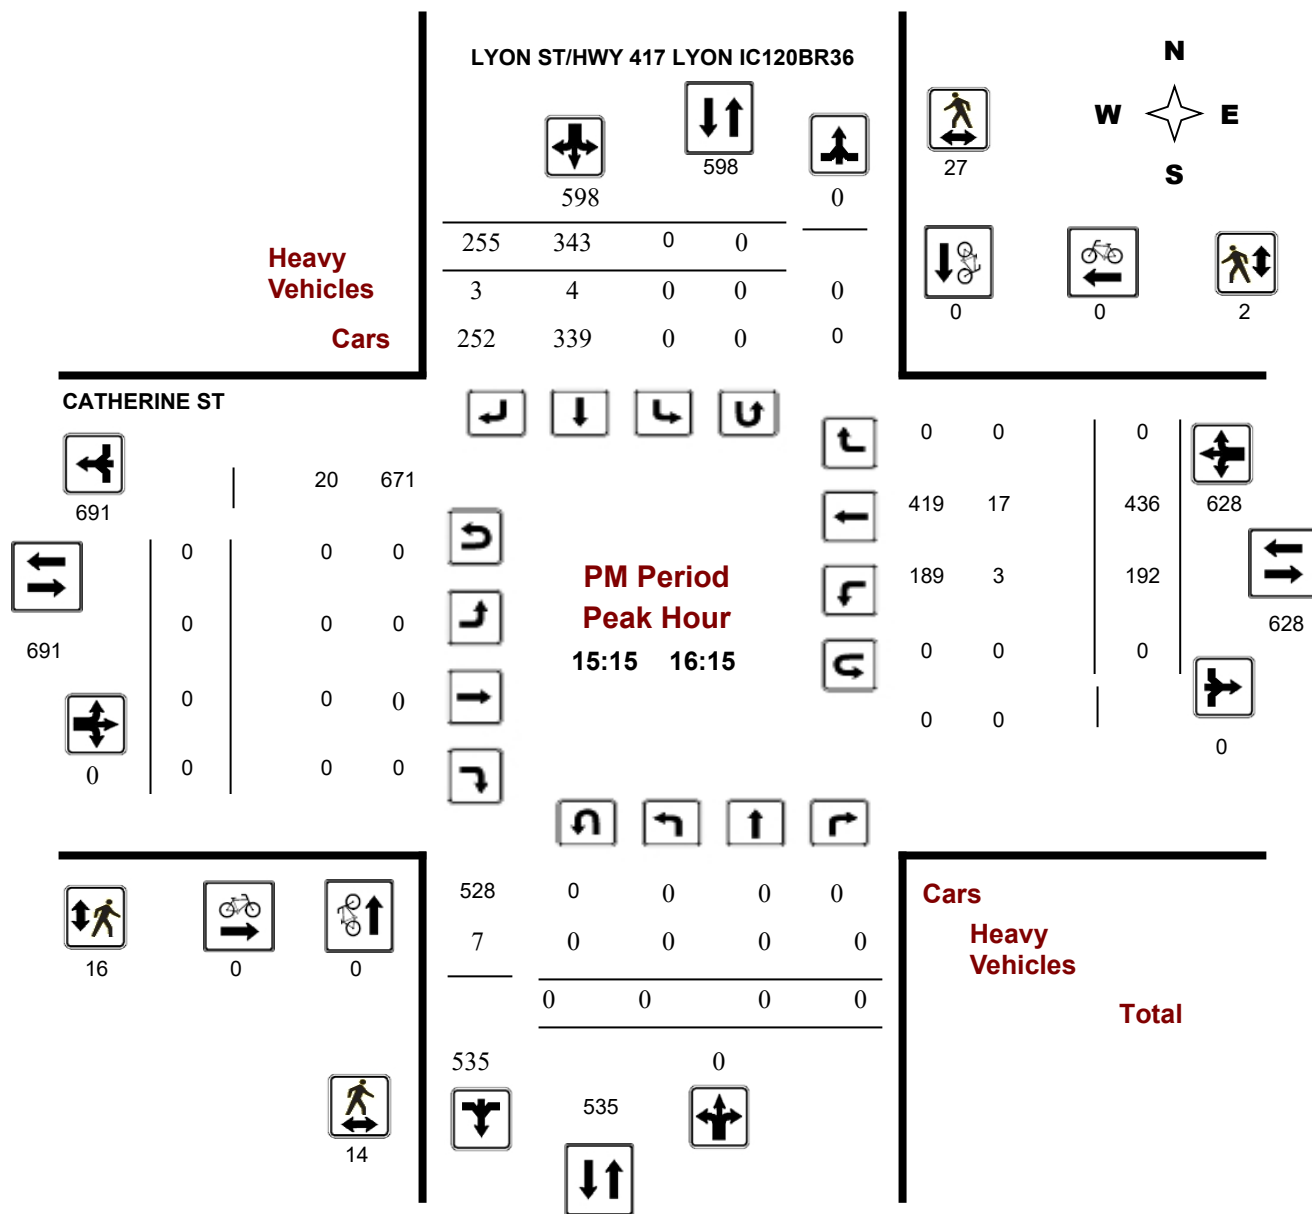 LYON ST/HWY 417 LYON IC120BR36
N
W E
S
598
27
598 0
255 343 0 0
Heavy
Vehicles
3 4 0 0 0
Cars
252 339 0 0 0
0 0 2
CATHERINE ST
0 0 0
20 671
691
419 17 436 628
0 0 0
PM Period
189 3 192
0 0 0
Peak Hour
628
691
15:15 16:15
0 0 0
0 0 0
0 0
0
0 0 0
0
528 0 0 0 0
Cars
7 0 0 0 0
Heavy
Vehicles
16 0 0
0 0 0 0
Total
535 0
535
14